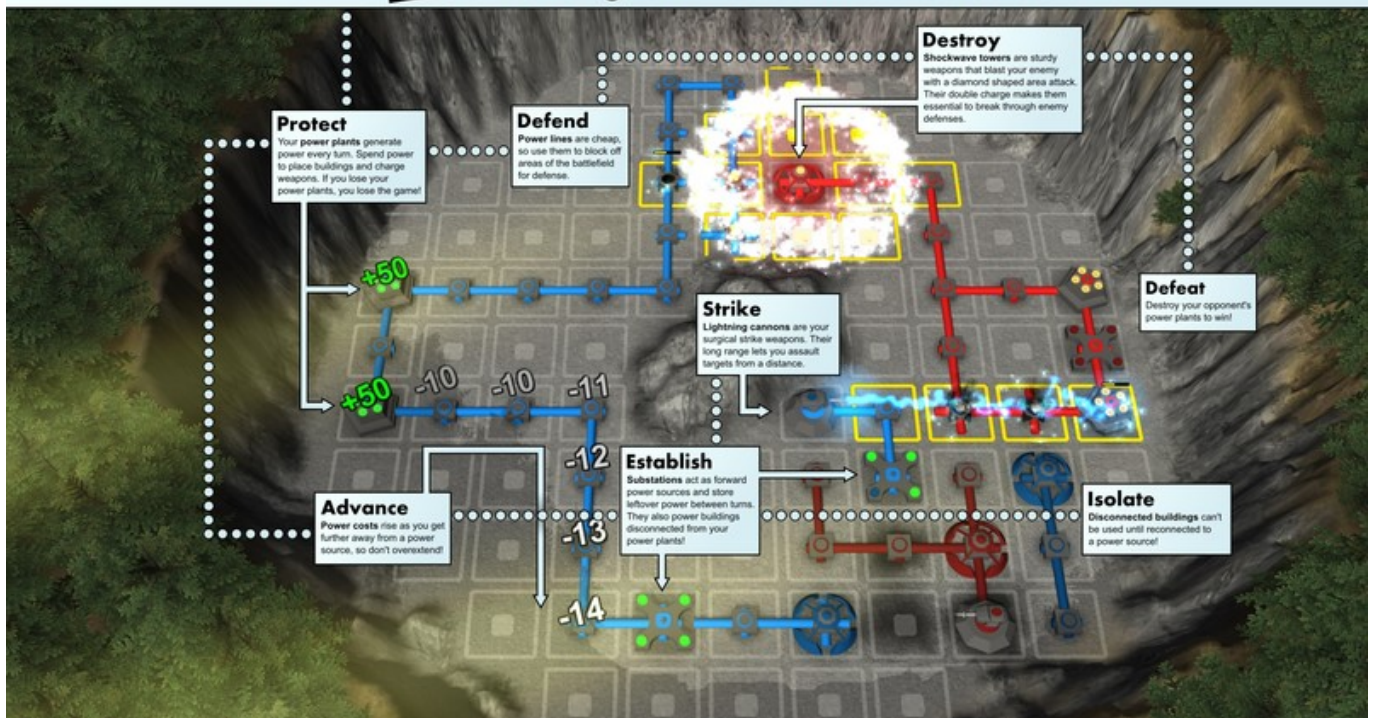 Destroy
Shockwave towers are sturdy
weapons that blast your enemy
with a diamond shaped area attack.
Their double charge makes them
essential to break through enemy
defenses.
Protect
Your power plants generate
power every turn. Spend power
to place buildings and charge
weapons. If you lose your
power plants, you lose the game!
Defend
Power lines are cheap,
so use them to block off
areas of the battlefield
for defense.
+50
Defeat
Destroy your opponent's
power plants to win!
Strike
Lightning cannons are your
surgical strike weapons. Their
long range lets you assault
targets from a distance.
+50
-10
-10
-11
-12
-13
-14
Establish
Substations act as forward
power sources and store
leftover power between turns.
They also power buildings
disconnected from your
power plants!
Advance
Power costs rise as you get
further away from a power
source, so don't overextend!
Isolate
Disconnected buildings can't
be used until reconnected to
a power source!